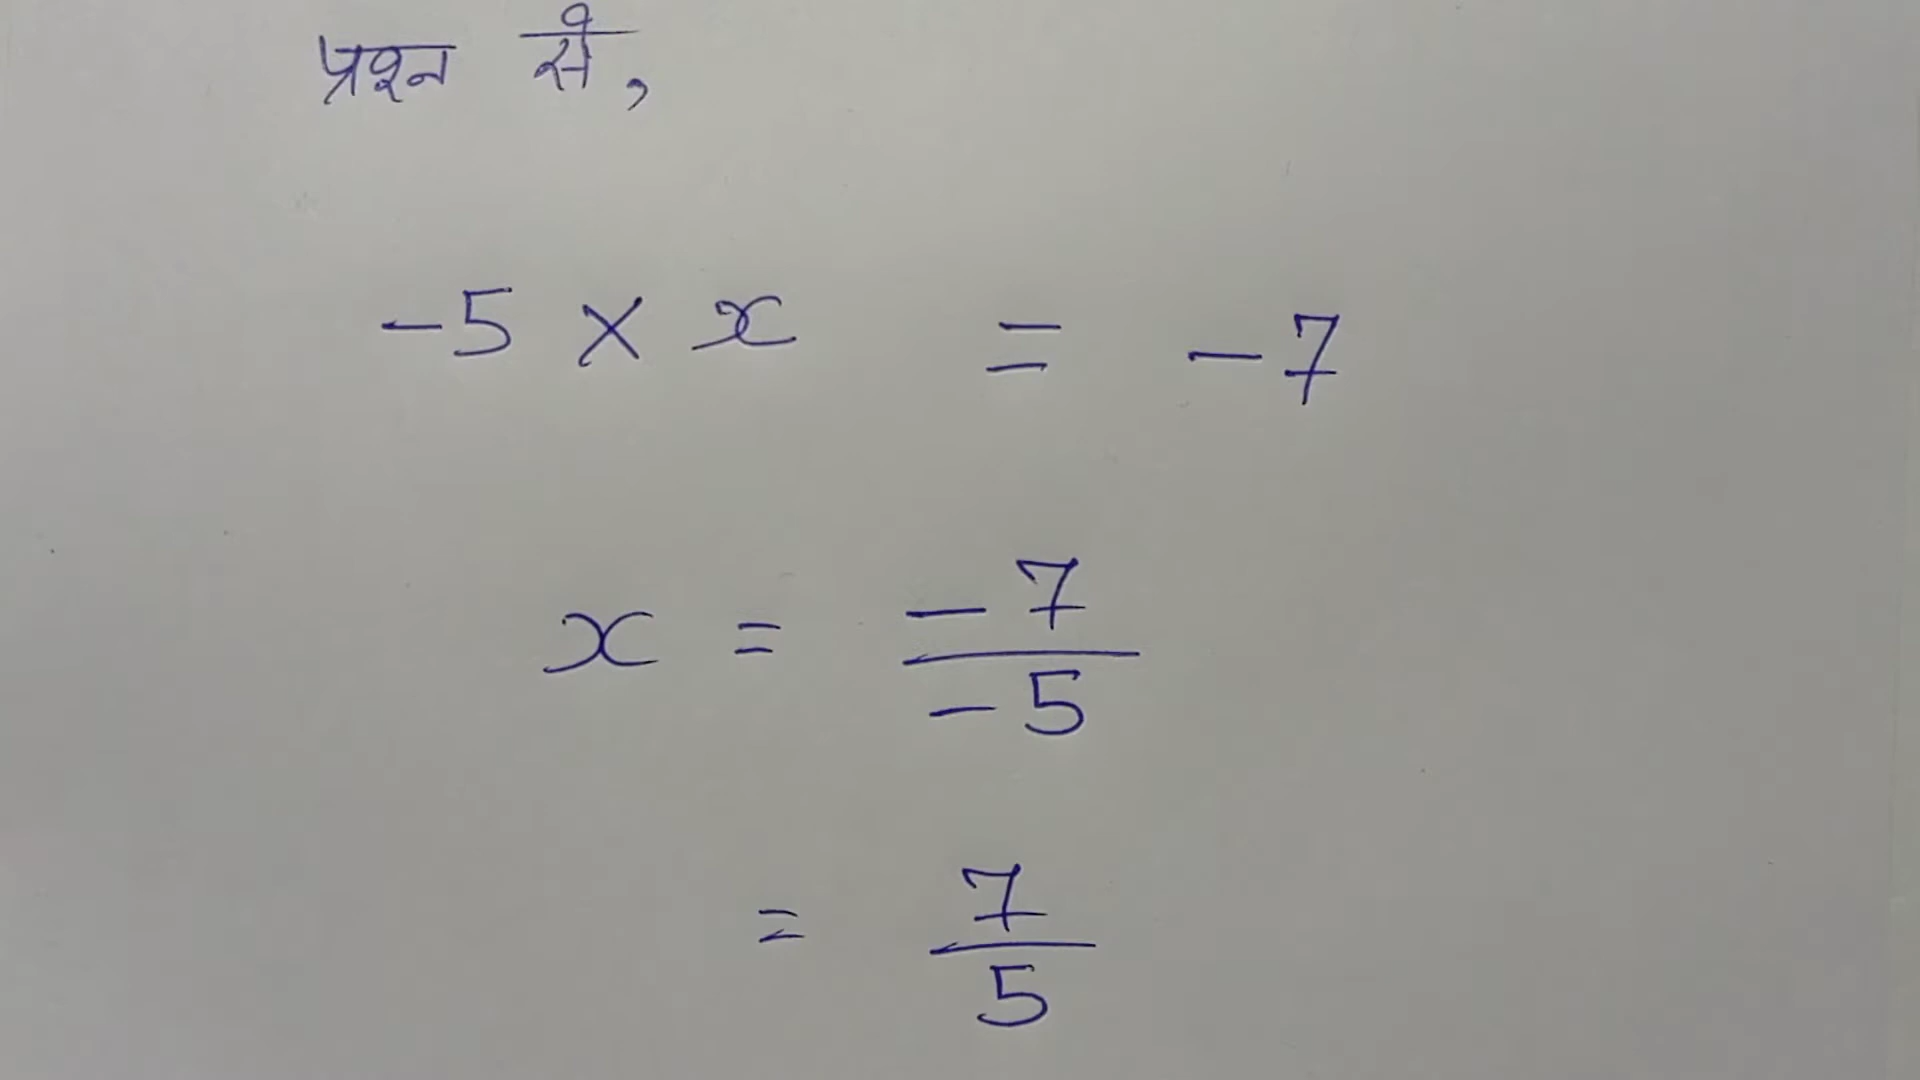 प्रश्न से,
-5 × x = -7
x = -7/-5
= 7/5